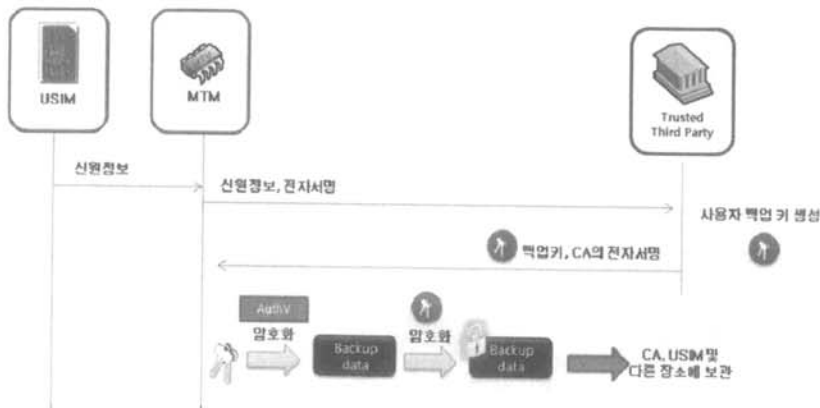 USIM
MTM
Trusted
Third Party
신원정보
신원정보, 전자서명
사용자 백업 키 생성
백업키, CA의 전자서명
AuthV
암호화
암호화
Backup
data
Backup
data
CA, USIM 및
다른 장소에 보관